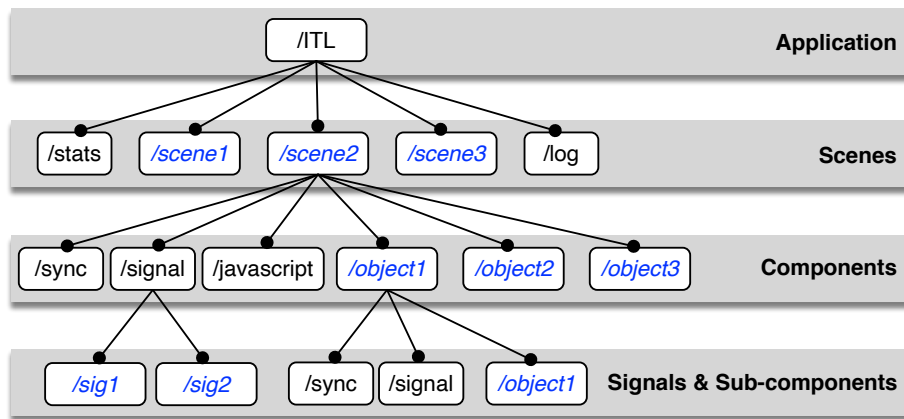 /ITL
Application
/stats /scene1 /scene2 /scene3 /log
Scenes
/sync /signal /javascript /object1 /object2 /object3
Components
/sig1 /sig2 /sync /signal /object1
Signals & Sub-components